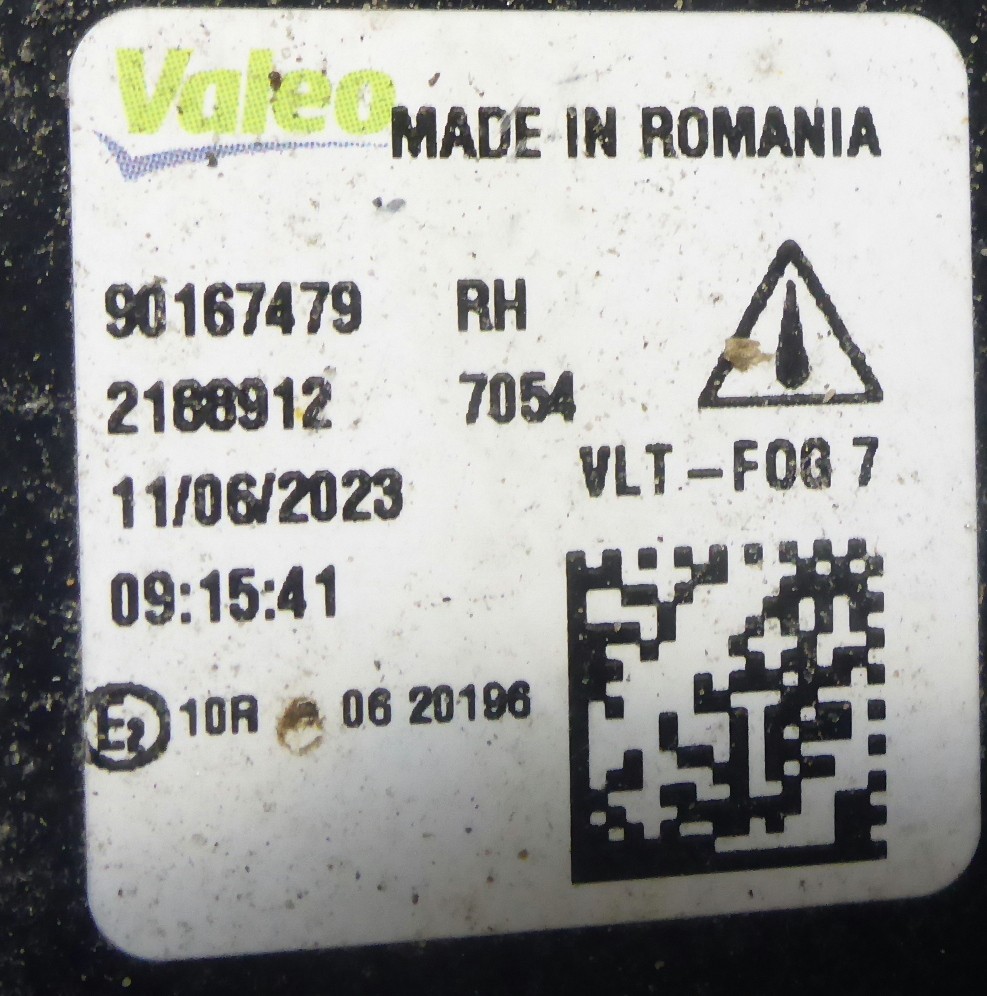 Valeo MADE IN ROMANIA
90167479 RH
2168912 7054
VLT-FOG 7
11/06/2023
09:15:41
E2 10R 06 20196